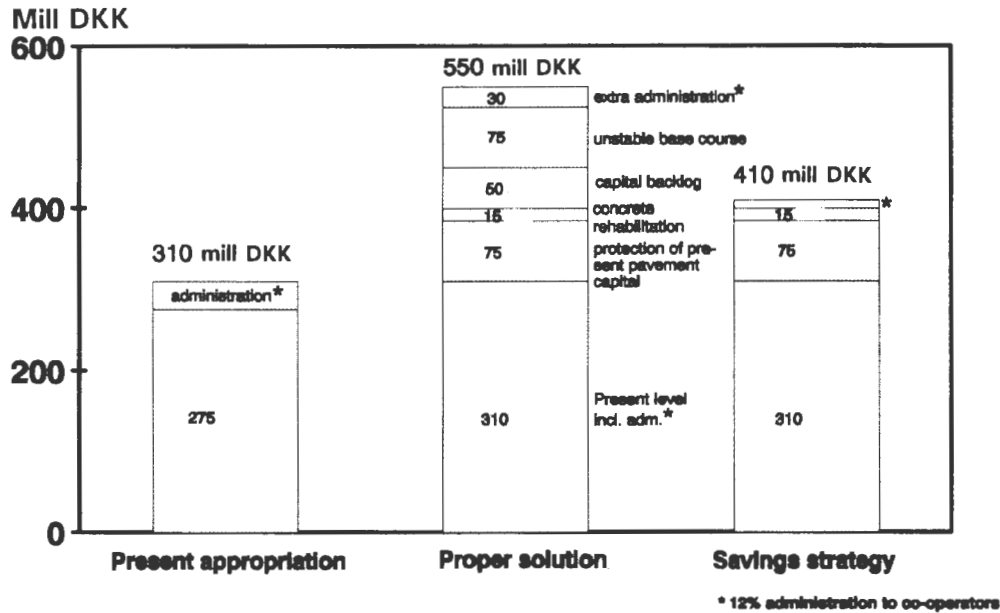 Mill DKK
600
400
200
0
310 mill DKK
administration*
275
Present appropriation
550 mill DKK
30
extra administration*
75
unstable base course
50
capital backlog
15
concrete
rehabilitation
75
protection of pre-
sent pavement
capital
310
Present level
incl. adm.*
Proper solution
410 mill DKK
*
15
75
310
Savings strategy
* 12% administration to co-operators